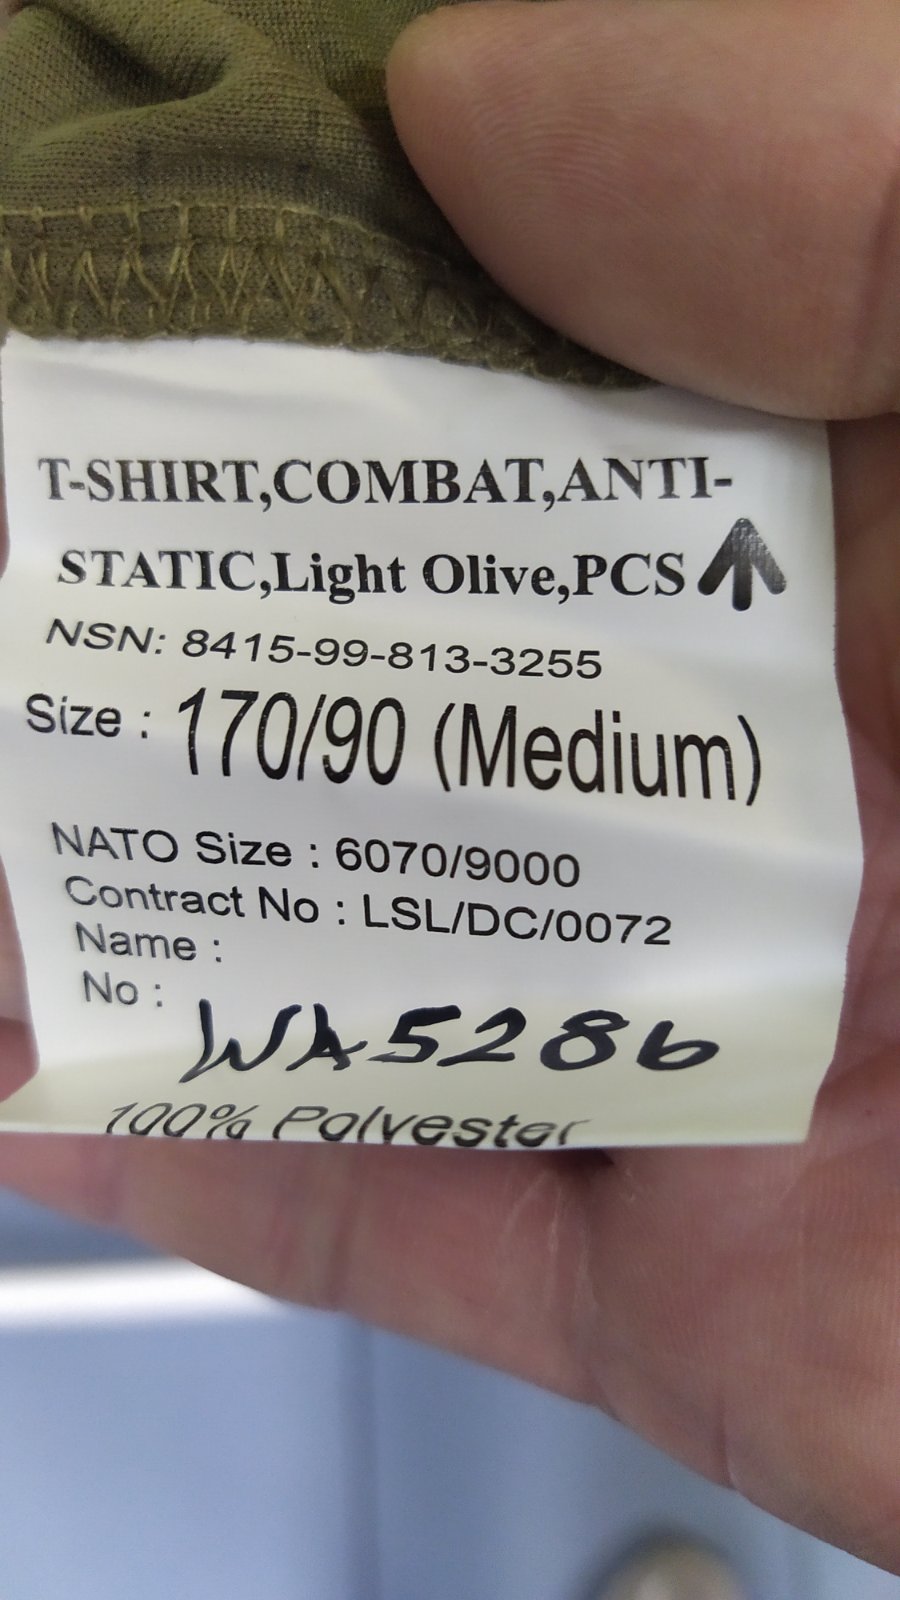 T-SHIRT,COMBAT,ANTI-
STATIC,Light Olive,PCS
NSN: 8415-99-813-3255
Size : 170/90 (Medium)
NATO Size : 6070/9000
Contract No : LSL/DC/0072
Name :
No :
WA5286
100% Polyester